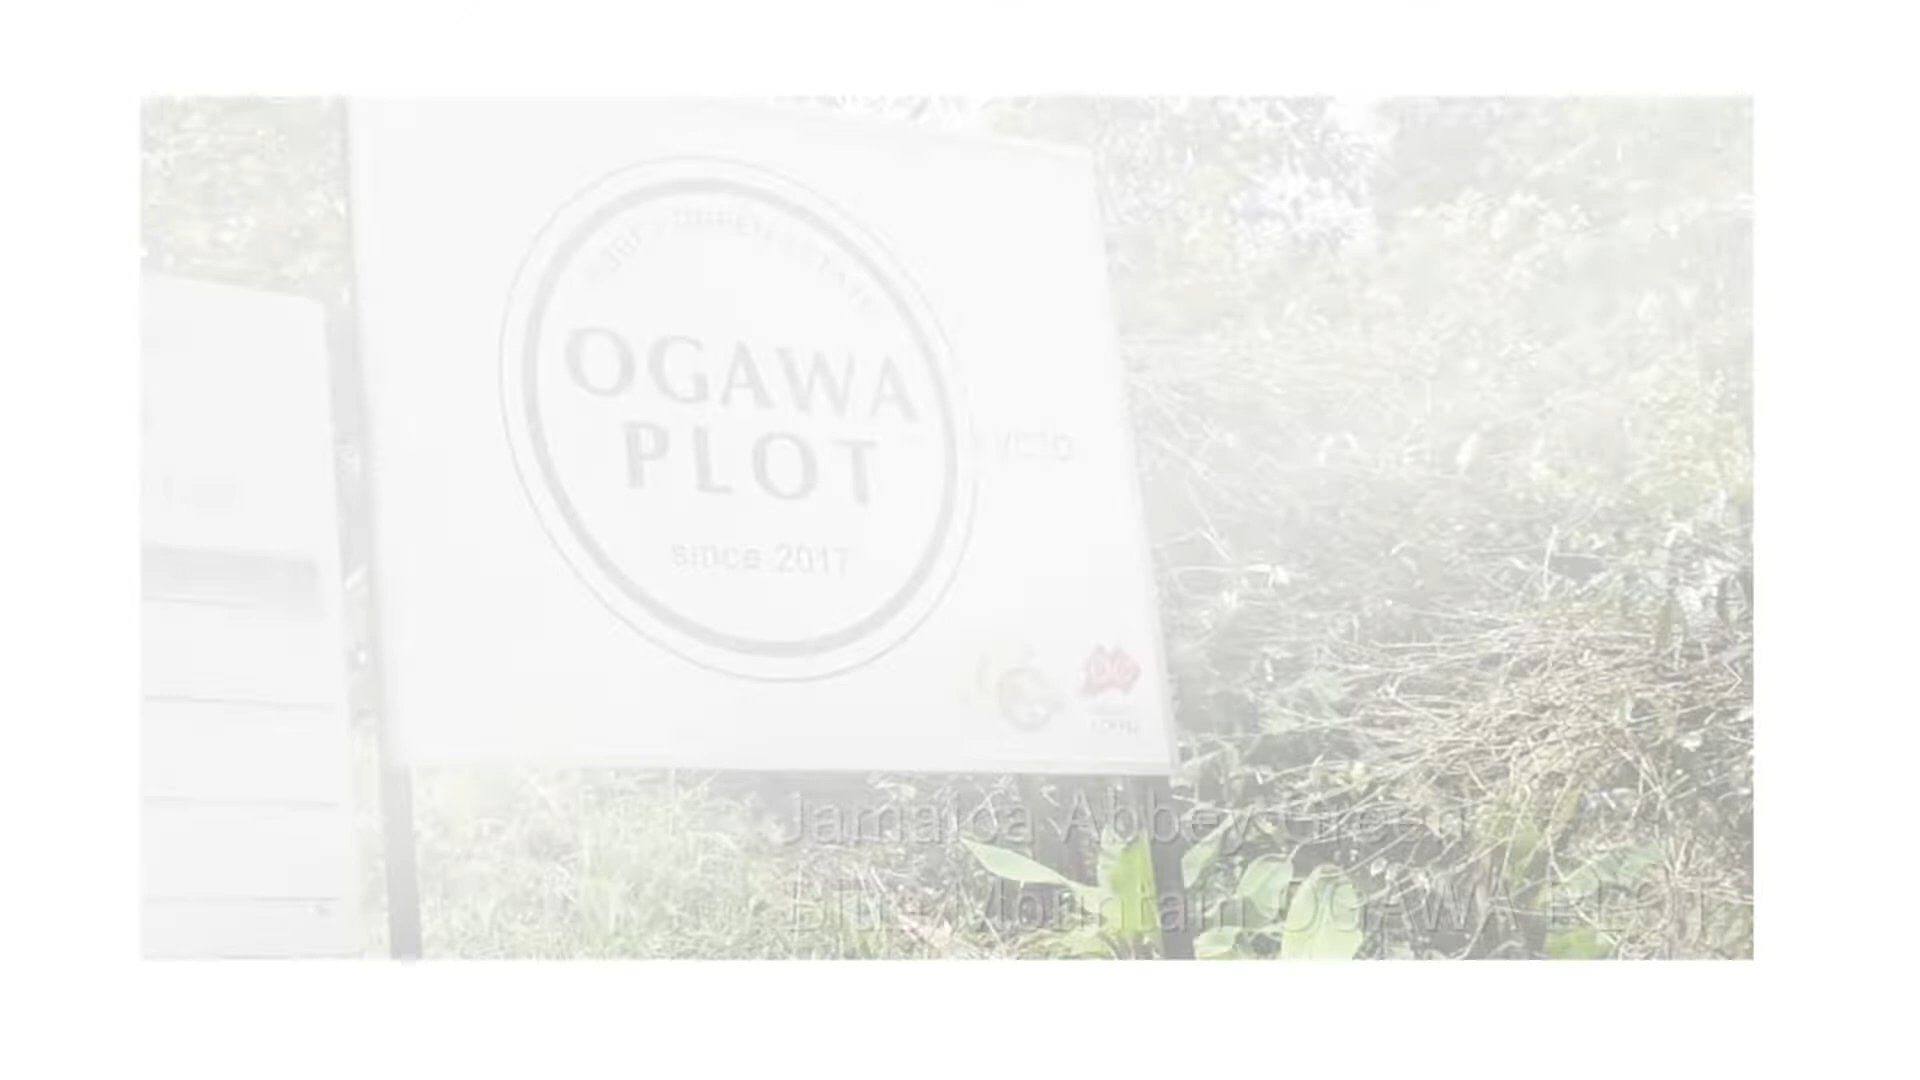 OGAWA
PLOT
since 2017
Jamaica Abbey Green
Blue Mountain OGAWA PLOT